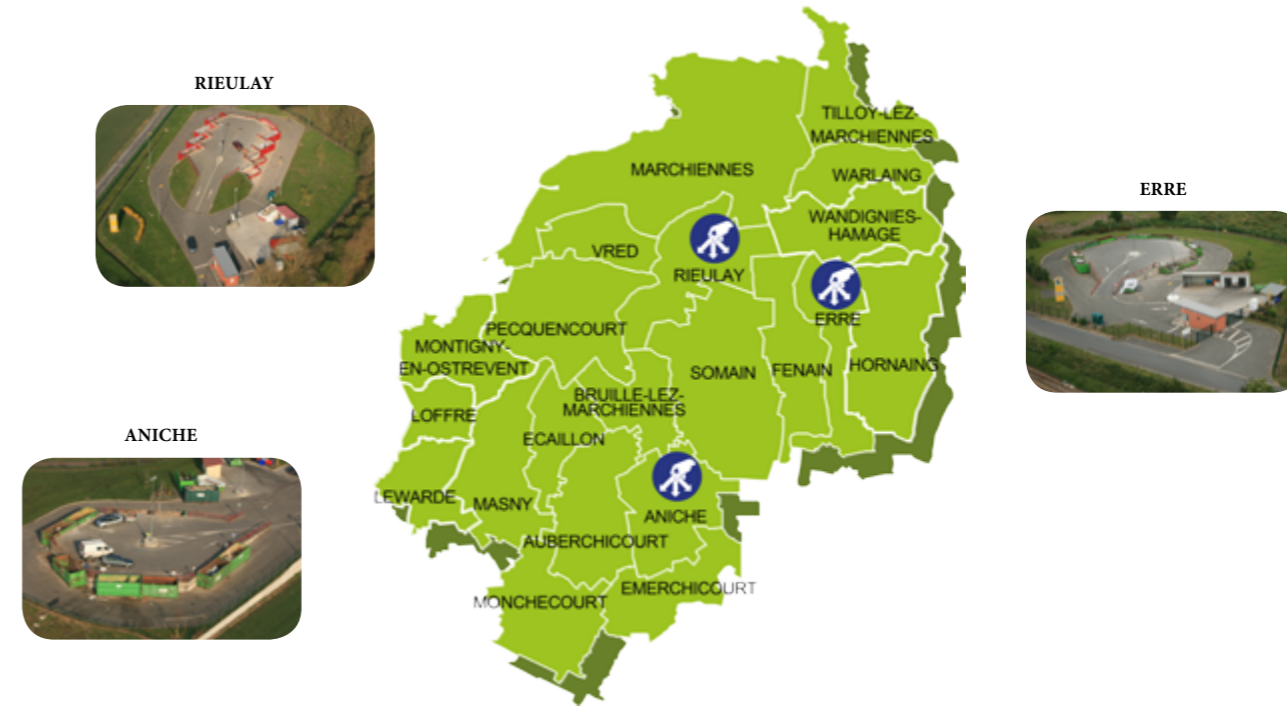 RIEULAY
TILLOY-LEZ-
MARCHIENNES
MARCHIENNES
WARLAING
ERRE
WANDIGNIES-
HAMAGE
VRED
RIEULAY
ERRE
PECQUENCOURT
MONTIGNY-
EN-OSTREVENT
SOMAIN
FENAIN
HORNAING
BRUILLE-LEZ-
MARCHIENNES
LOFFRE
ANICHE
ECAILLON
LEWARDE
MASNY
ANICHE
AUBERCHICOURT
EMERCHICOURT
MONCHECOURT